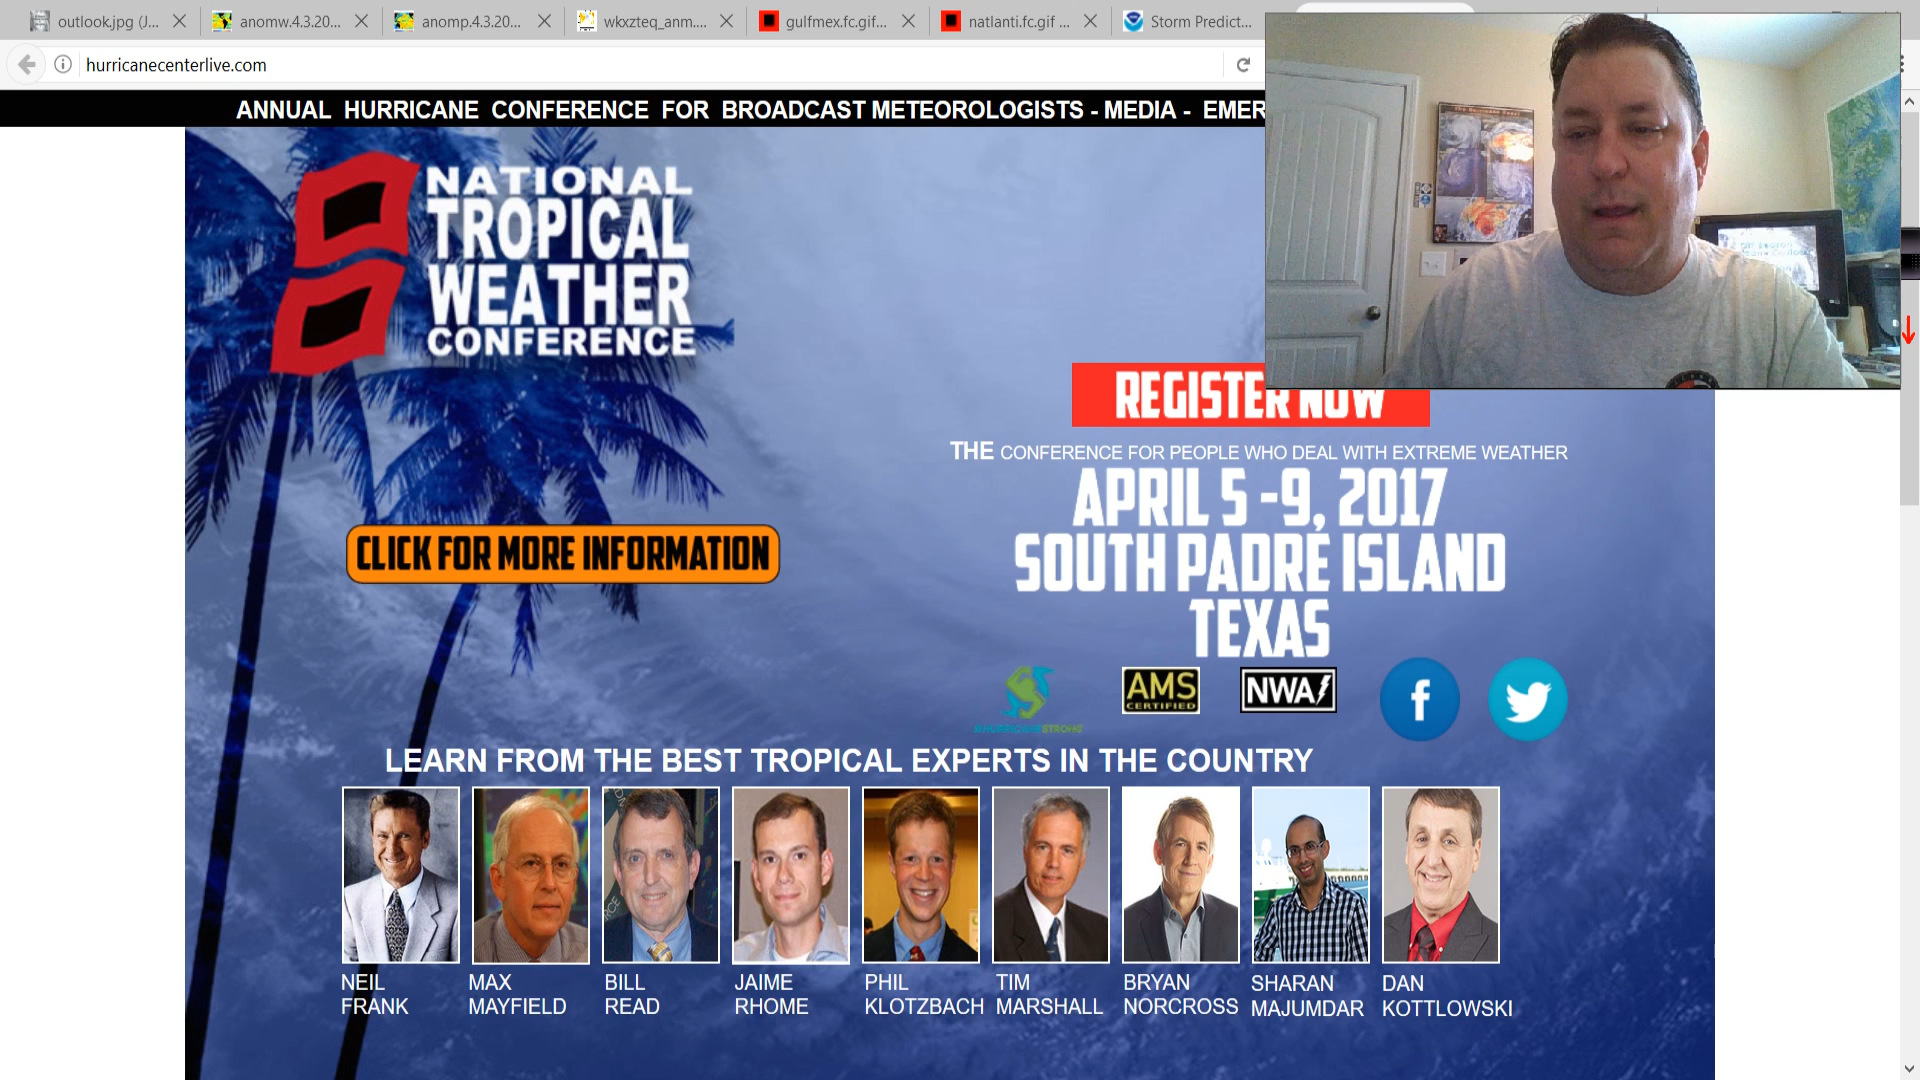 outlook.jpg (J...
anomw.4.3.20...
anomp.4.3.20...
wkxzteq_anm....
gulfmex.fc.gif...
natlanti.fc.gif ...
Storm Predict...
hurricanecenterlive.com
ANNUAL HURRICANE CONFERENCE FOR BROADCAST METEOROLOGISTS - MEDIA - EMER
NATIONAL
TROPICAL
WEATHER
CONFERENCE
REGISTER NOW
THE CONFERENCE FOR PEOPLE WHO DEAL WITH EXTREME WEATHER
APRIL 5 -9, 2017
SOUTH PADRE ISLAND
TEXAS
CLICK FOR MORE INFORMATION
#HURRICANESTRONG
AMS
CERTIFIED
NWA
f
LEARN FROM THE BEST TROPICAL EXPERTS IN THE COUNTRY
NEIL
FRANK
MAX
MAYFIELD
BILL
READ
JAIME
RHOME
PHIL
KLOTZBACH
TIM
MARSHALL
BRYAN
NORCROSS
SHARAN
MAJUMDAR
DAN
KOTTLOWSKI